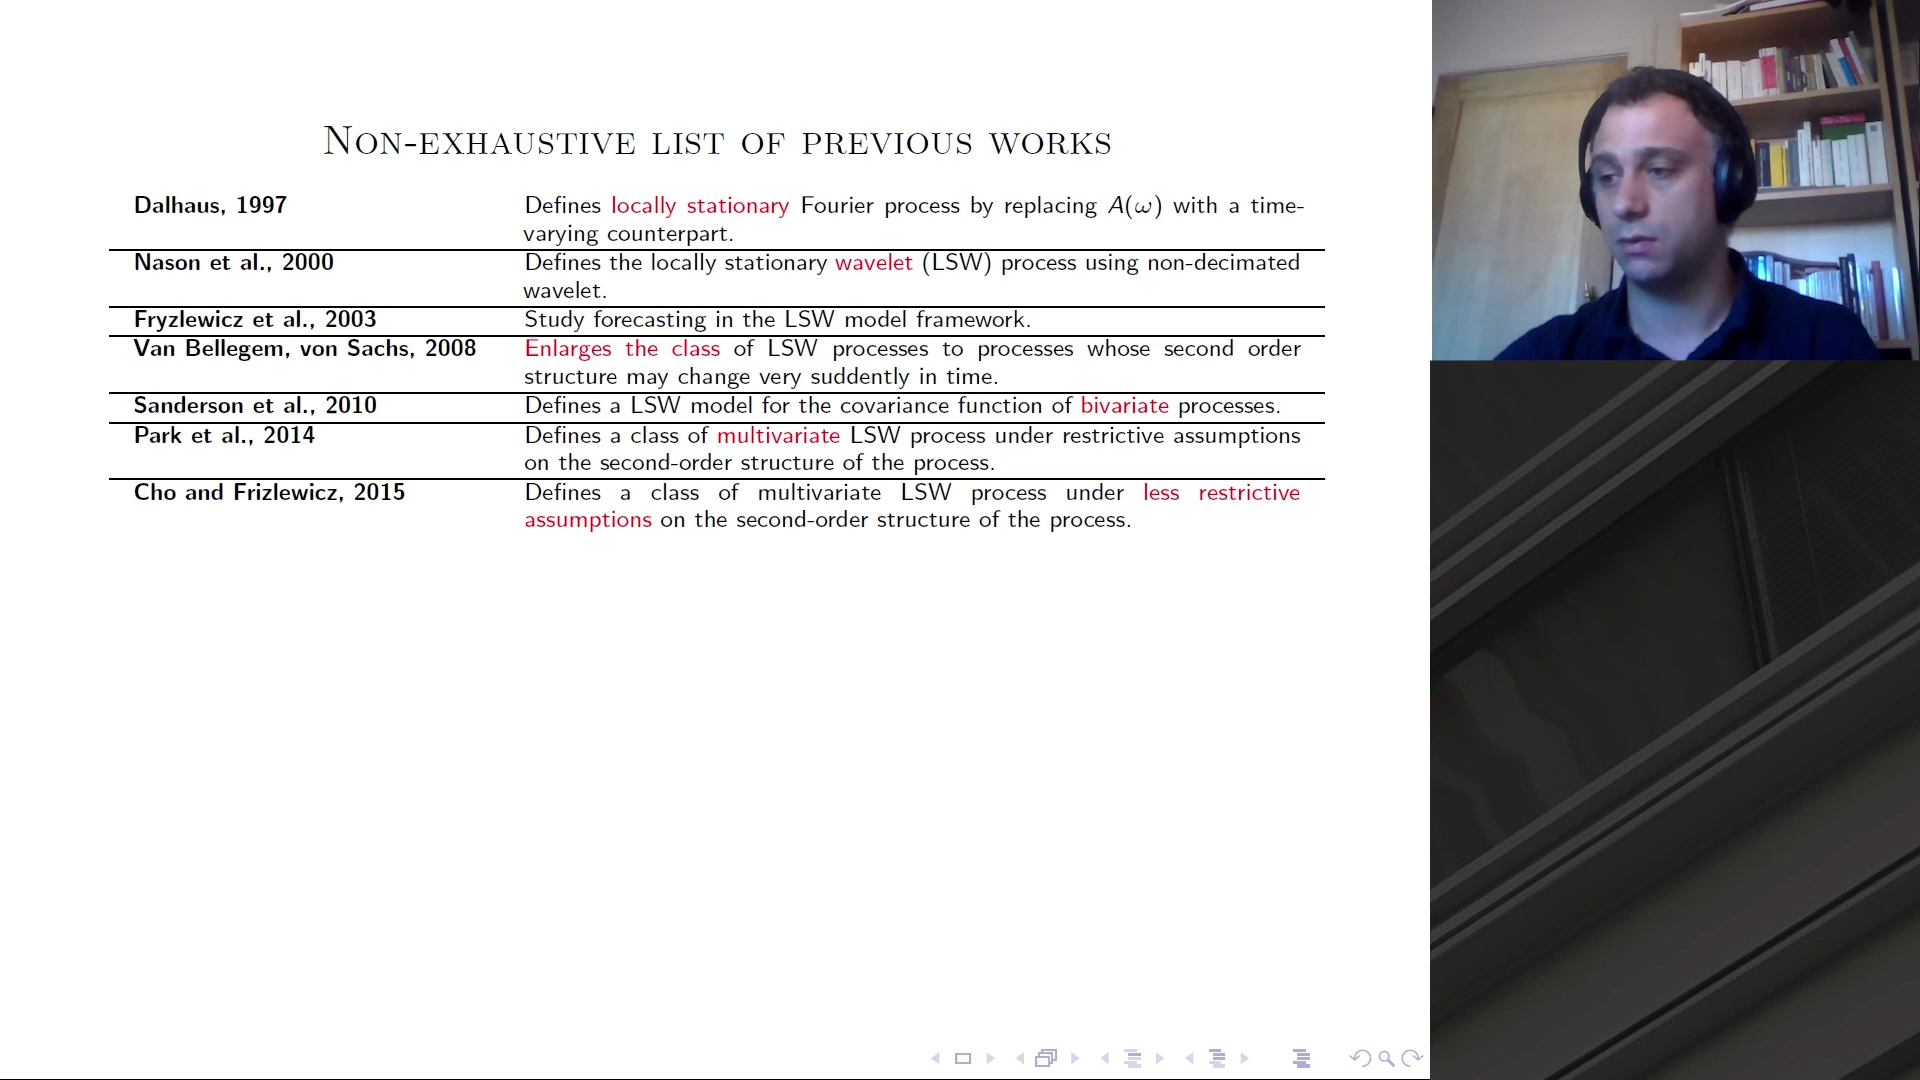 Non-exhaustive list of previous works
Dalhaus, 1997
Defines locally stationary Fourier process by replacing A(ω) with a time-
varying counterpart.
Nason et al., 2000
Defines the locally stationary wavelet (LSW) process using non-decimated
wavelet.
Fryzlewicz et al., 2003
Study forecasting in the LSW model framework.
Van Bellegem, von Sachs, 2008
Enlarges the class of LSW processes to processes whose second order
structure may change very suddently in time.
Sanderson et al., 2010
Defines a LSW model for the covariance function of bivariate processes.
Park et al., 2014
Defines a class of multivariate LSW process under restrictive assumptions
on the second-order structure of the process.
Cho and Frizlewicz, 2015
Defines a class of multivariate LSW process under less restrictive
assumptions on the second-order structure of the process.